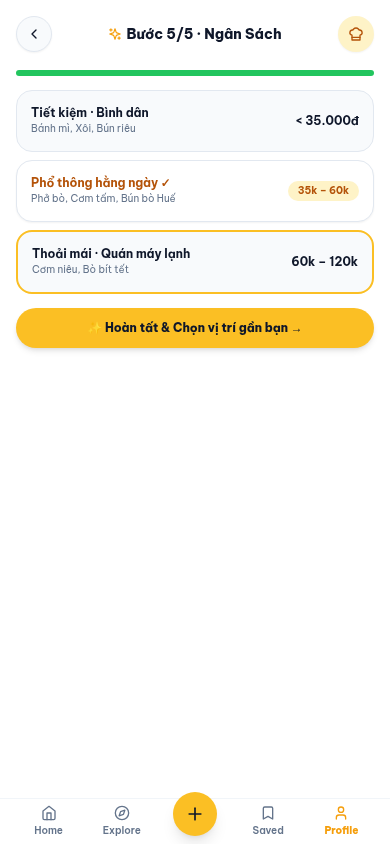 Bước 5/5 · Ngân Sách
Tiết kiệm · Bình dân
Bánh mì, Xôi, Bún riêu
< 35.000đ
Phổ thông hằng ngày ✓
Phở bò, Cơm tấm, Bún bò Huế
35k – 60k
Thoải mái · Quán máy lạnh
Cơm niêu, Bò bít tết
60k – 120k
✨ Hoàn tất & Chọn vị trí gần bạn →
Home
Explore
Saved
Profile